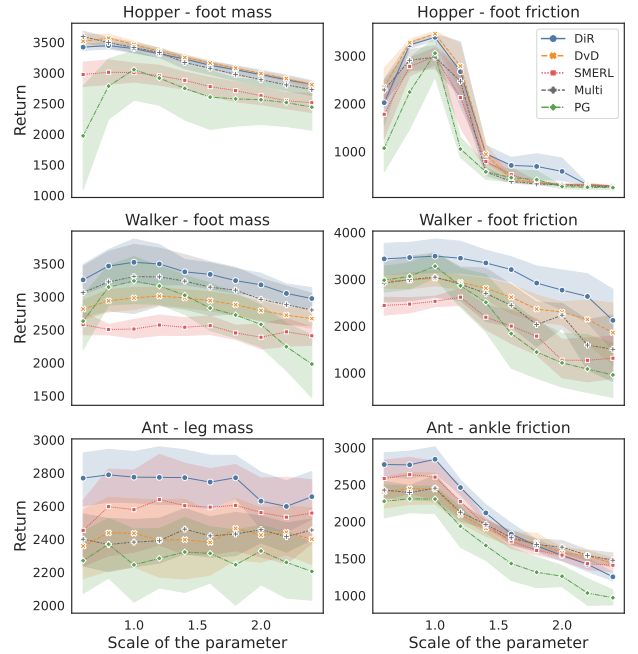 Hopper - foot mass
Hopper - foot friction
Return
3500
3000
2500
2000
1500
1000
3000
2000
1000
DiR
DvD
SMERL
Multi
PG
Walker - foot mass
Walker - foot friction
Return
3500
3000
2500
2000
1500
4000
3000
2000
1000
Ant - leg mass
Ant - ankle friction
Return
3000
2800
2600
2400
2200
2000
3000
2500
2000
1500
1000
1.0 1.5 2.0
1.0 1.5 2.0
Scale of the parameter
Scale of the parameter